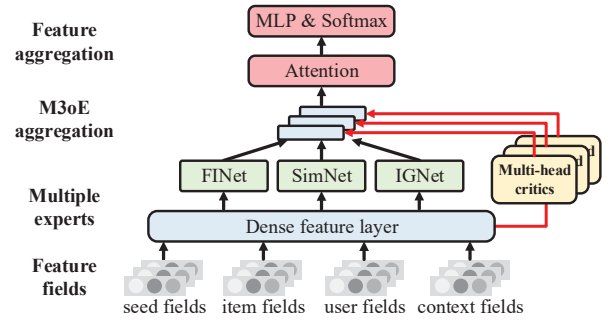 Feature
aggregation
MLP & Softmax
Attention
M3oE
aggregation
Multiple
experts
FINet
SimNet
IGNet
Multi-head
critics
Dense feature layer
Feature
fields
seed fields
item fields
user fields
context fields